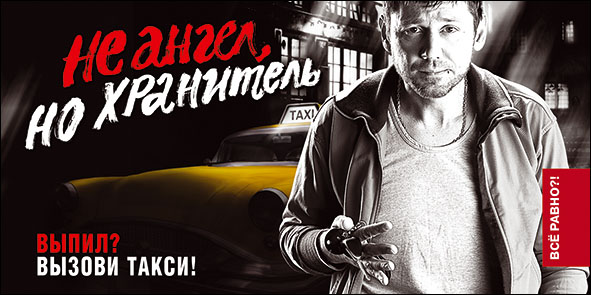 Не ангел,
но хранитель
TAXI
ВЫПИЛ?
ВЫЗОВИ ТАКСИ!
ВСЁ РАВНО?!